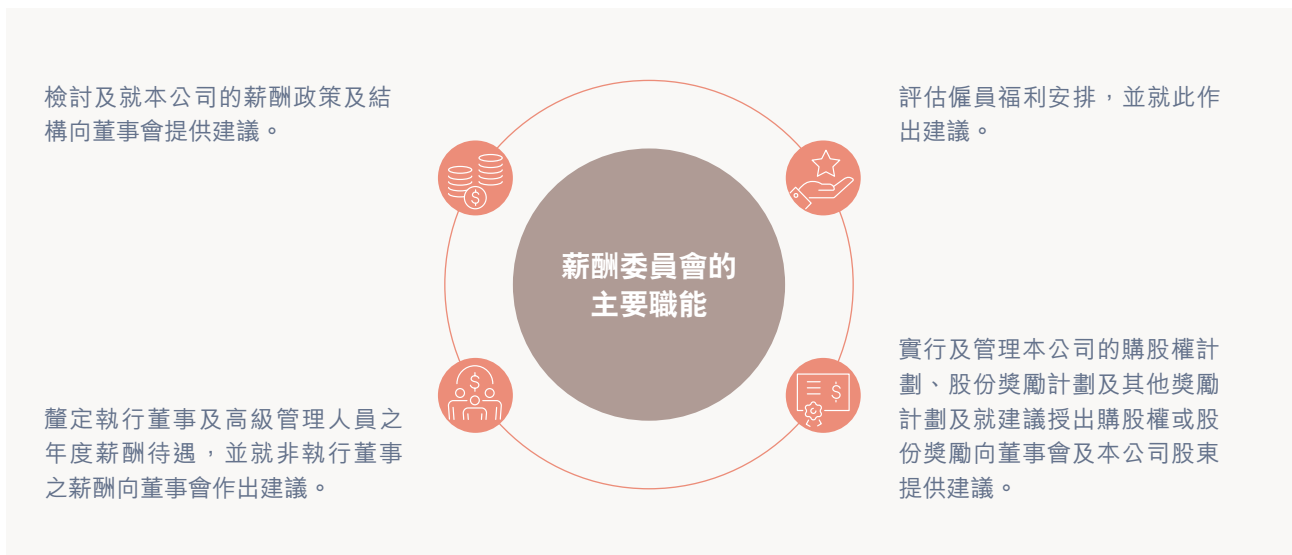 檢討及就本公司的薪酬政策及結
構向董事會提供建議。
評估僱員福利安排，並就此作
出建議。
薪酬委員會的
主要職能
釐定執行董事及高級管理人員之
年度薪酬待遇，並就非執行董事
之薪酬向董事會作出建議。
實行及管理本公司的購股權計
劃、股份獎勵計劃及其他獎勵
計劃及就建議授出購股權或股
份獎勵向董事會及本公司股東
提供建議。